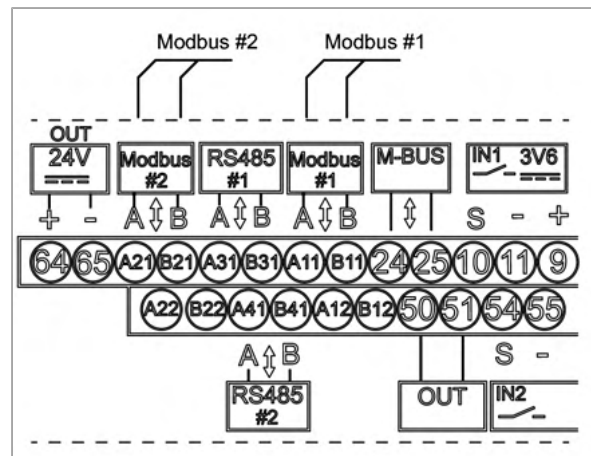 Modbus #2 Modbus #1
OUT
24V Modbus RS485 Modbus M-BUS IN1 3V6
#2 #1 #1
+ - A B A B A B S - +
64 65 A21 B21 A31 B31 A11 B11 24 25 10 11 9
A22 B22 A41 B41 A12 B12 50 51 54 55
A B S -
RS485 OUT IN2
#2